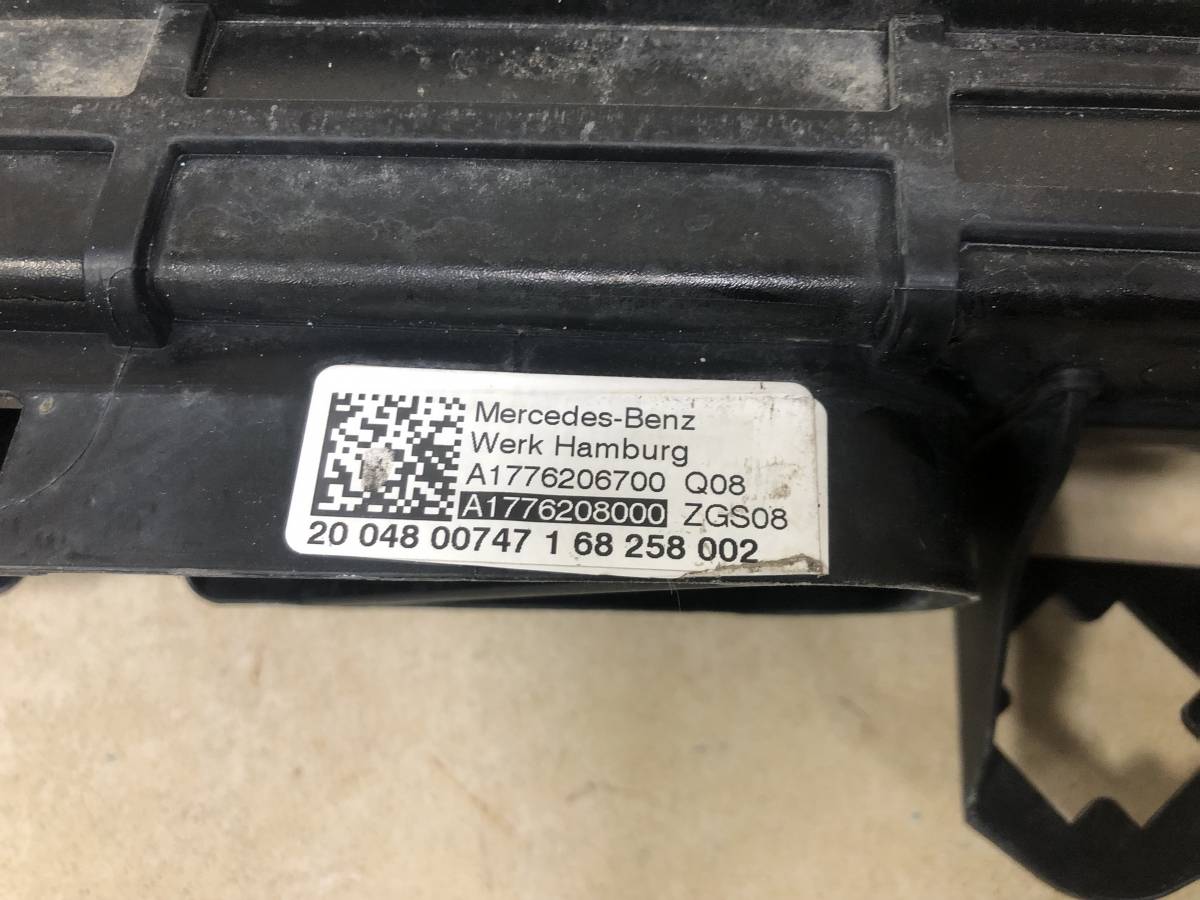 Mercedes-Benz
Werk Hamburg
A1776206700 Q08
A1776208000 ZGS08
20 048 00747 1 68 258 002